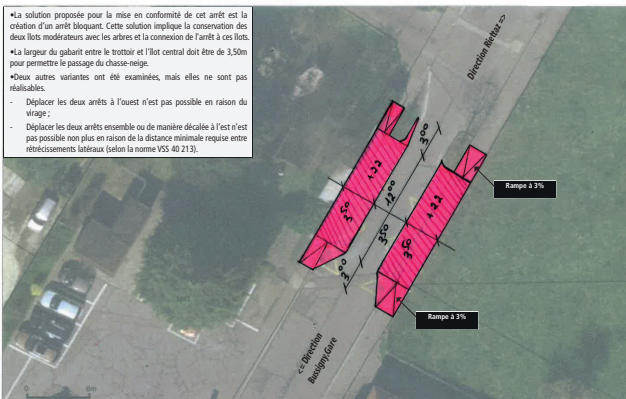 •La solution proposée pour la mise en conformité de cet arrêt est la
création d'un arrêt bloquant. Cette solution implique la conservation des
deux îlots modérateurs avec les arbres et la connexion de l'arrêt à ces îlots.
•La largeur du gabarit entre le trottoir et l'îlot central doit être de 3,50m
pour permettre le passage du chasse-neige.
•Deux autres variantes ont été examinées, mais elles ne sont pas
réalisables.
- Déplacer les deux arrêts à l'ouest n'est pas possible en raison du
virage ;
- Déplacer les deux arrêts ensemble ou de manière décalée à l'est n'est
pas possible non plus en raison de la distance minimale requise entre
rétrécissements latéraux (selon la norme VSS 40 213).
Direction Riettaz =>
300
+22
1200
350
350
+22
350
300
Rampe à 3%
Rampe à 3%
<= Direction
Bussigny,Gare
0 8m